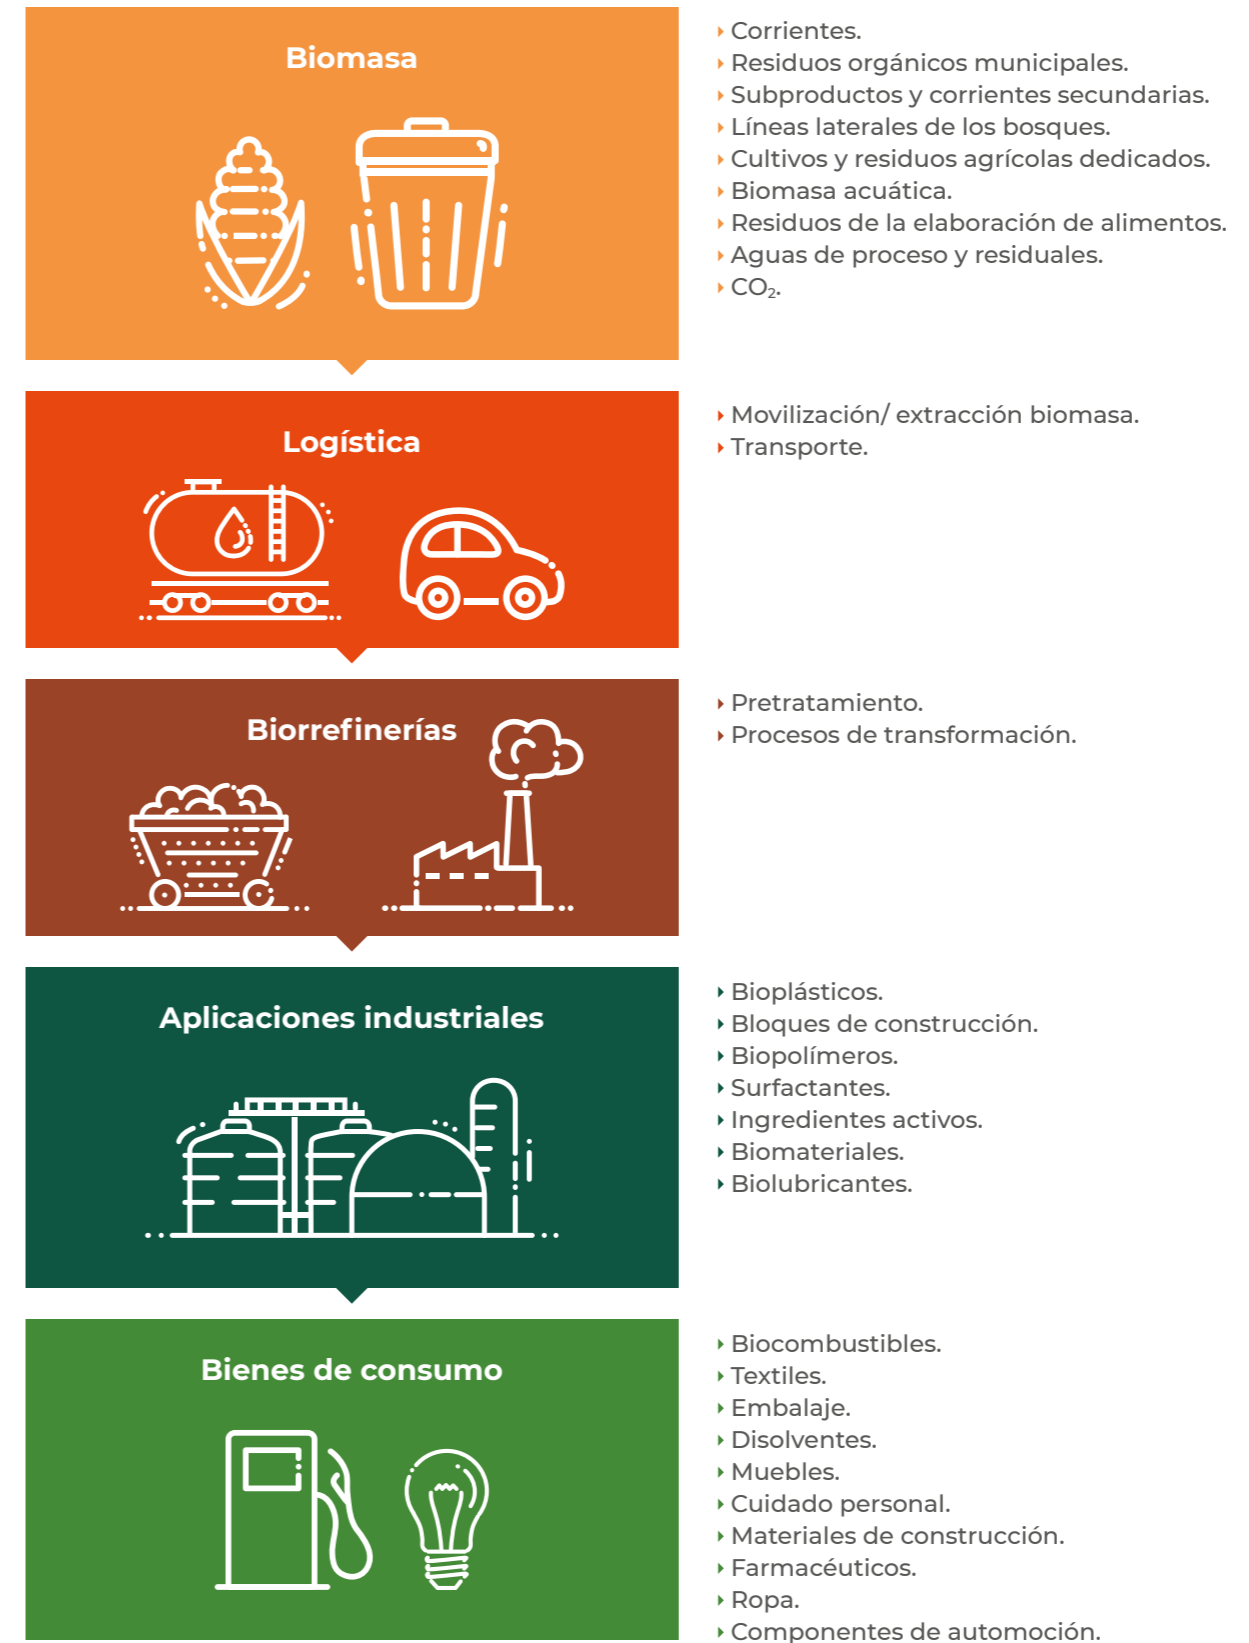 Biomasa
Corrientes.
Residuos orgánicos municipales.
Subproductos y corrientes secundarias.
Líneas laterales de los bosques.
Cultivos y residuos agrícolas dedicados.
Biomasa acuática.
Residuos de la elaboración de alimentos.
Aguas de proceso y residuales.
CO₂.
Logística
Movilización/ extracción biomasa.
Transporte.
Biorrefinerías
Pretratamiento.
Procesos de transformación.
Aplicaciones industriales
Bioplásticos.
Bloques de construcción.
Biopolímeros.
Surfactantes.
Ingredientes activos.
Biomateriales.
Biolubricantes.
Bienes de consumo
Biocombustibles.
Textiles.
Embalaje.
Disolventes.
Muebles.
Cuidado personal.
Materiales de construcción.
Farmacéuticos.
Ropa.
Componentes de automoción.